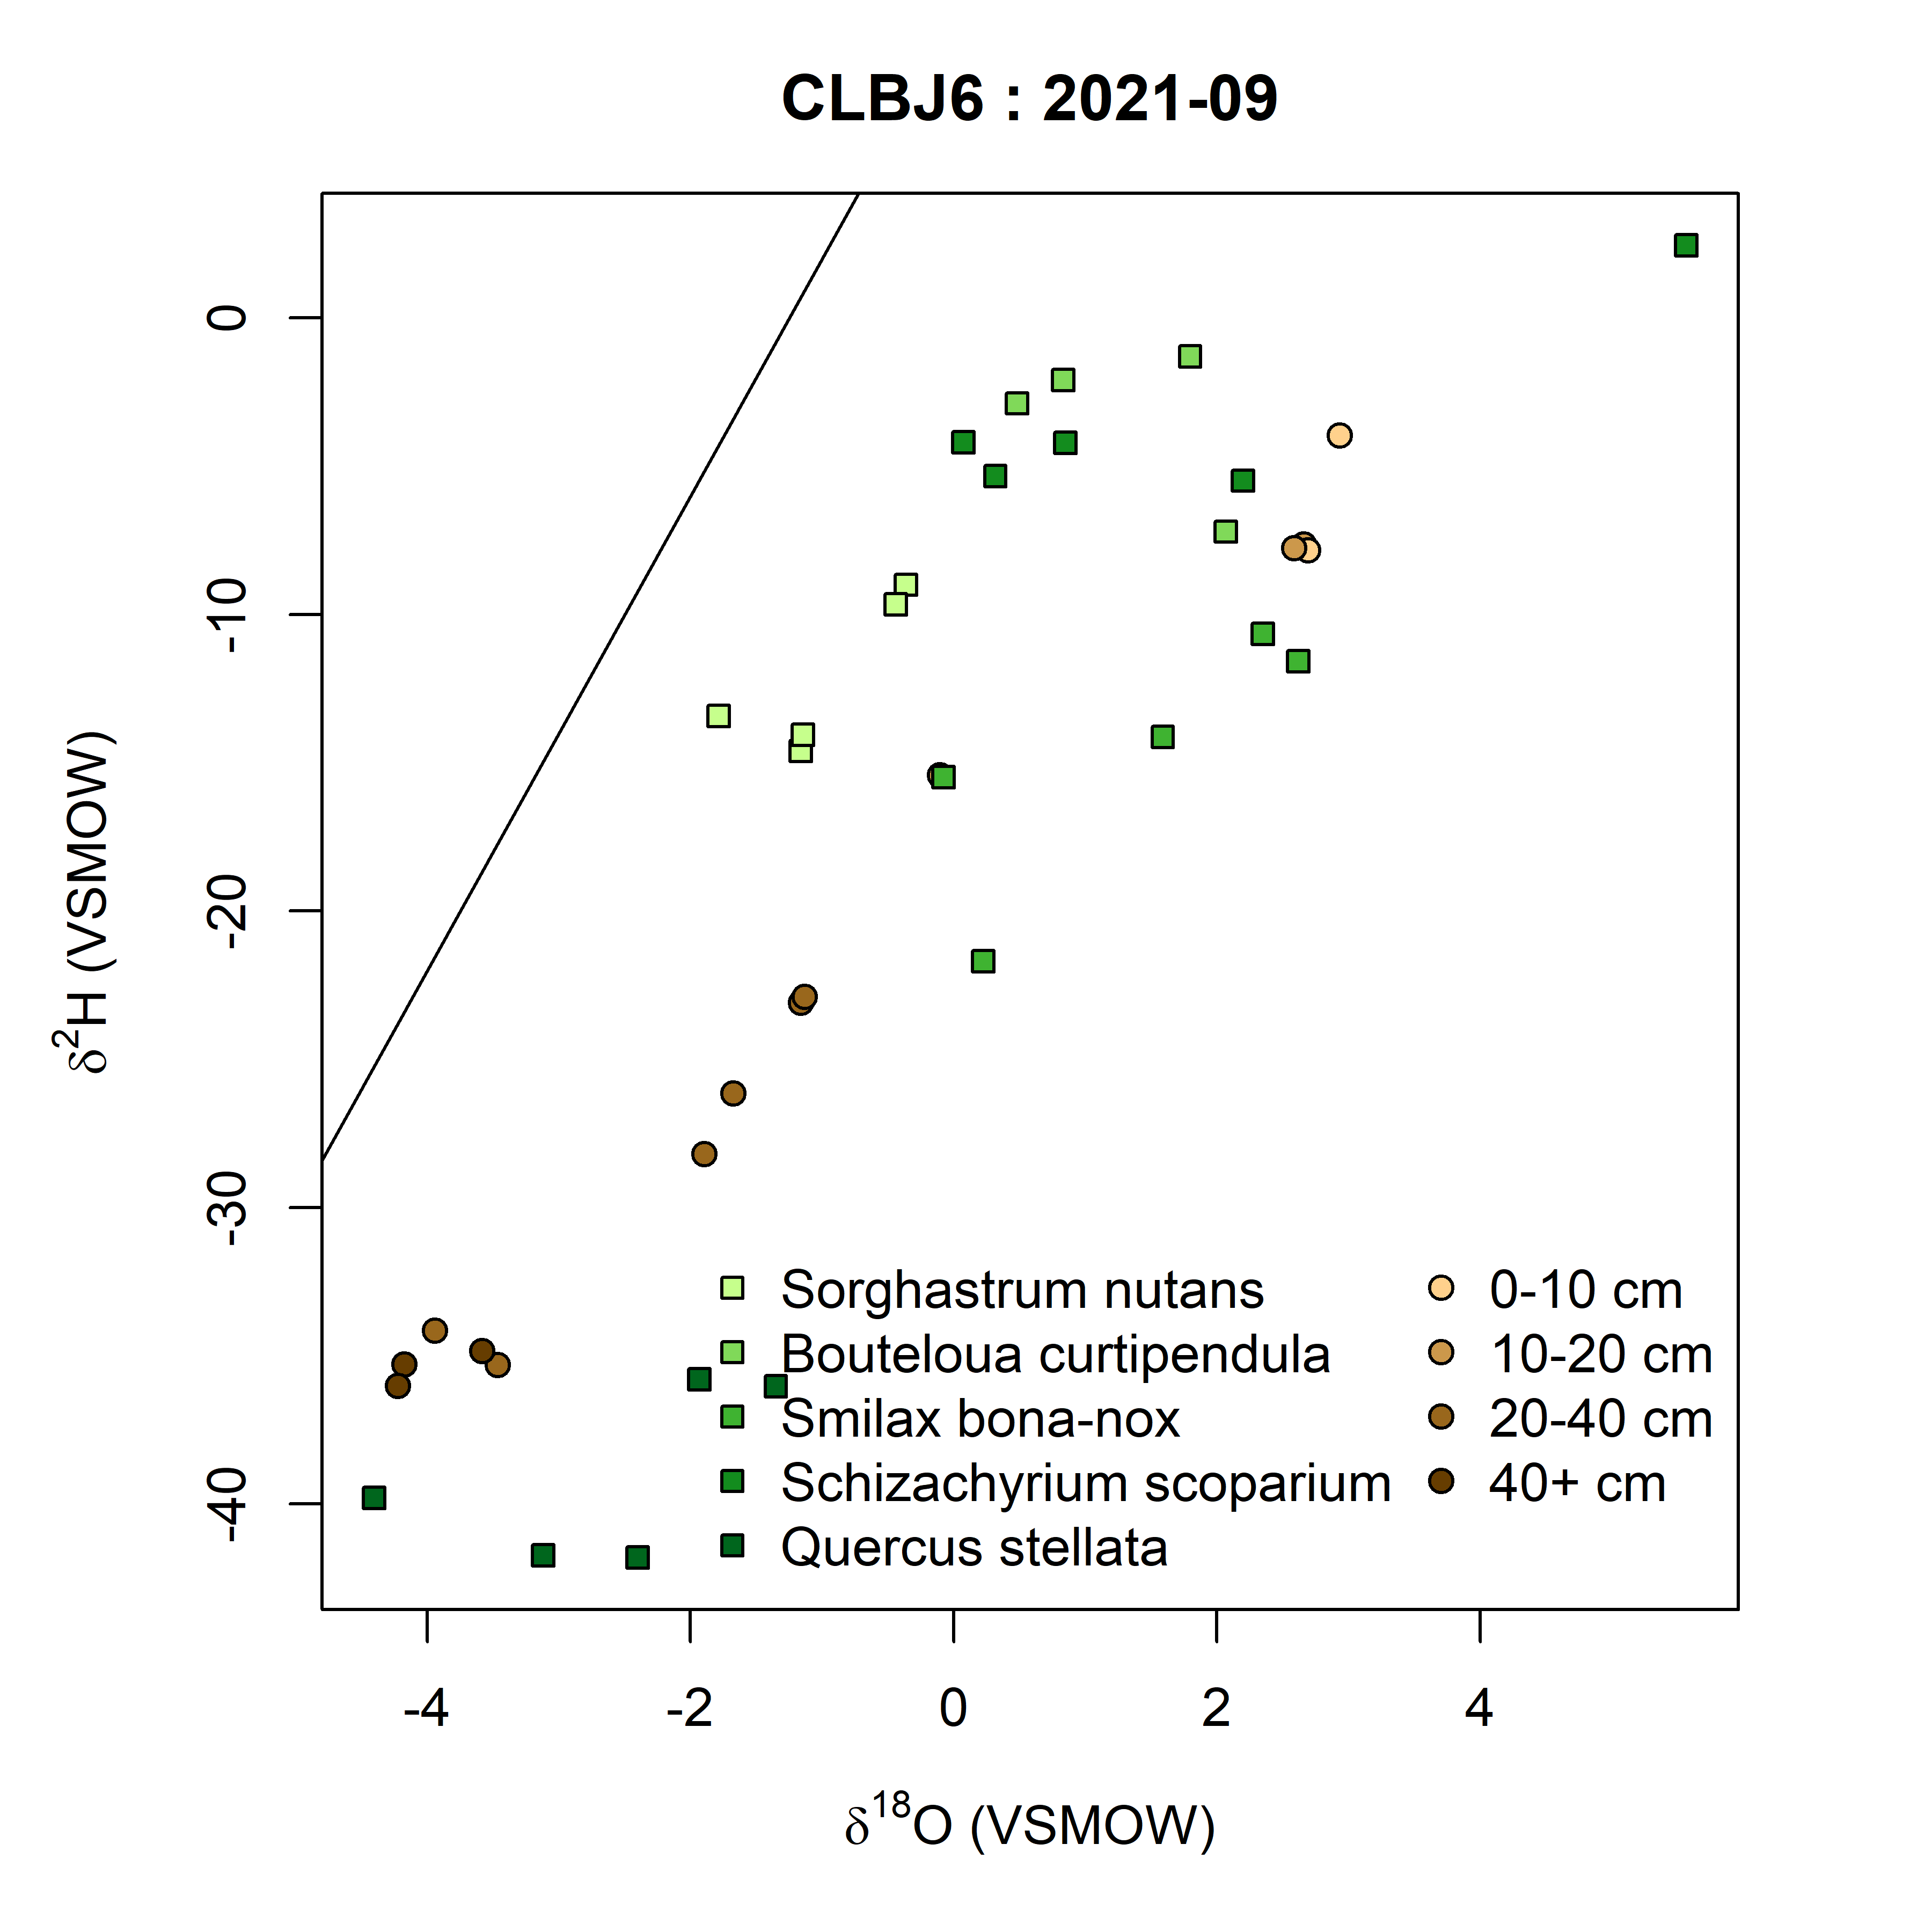 CLBJ6 : 2021-09
δ²H (VSMOW)
0
-10
-20
-30
-40
Sorghastrum nutans
Bouteloua curtipendula
Smilax bona-nox
Schizachyrium scoparium
Quercus stellata
0-10 cm
10-20 cm
20-40 cm
40+ cm
-4 -2 0 2 4
δ¹⁸O (VSMOW)